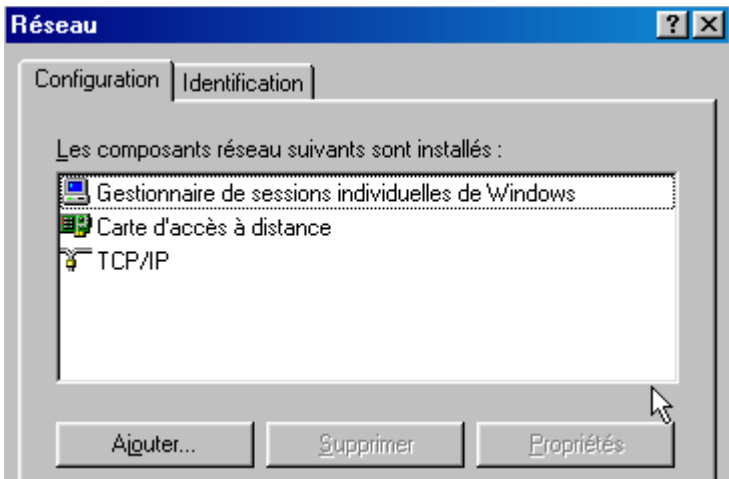 Réseau
Configuration Identification
Les composants réseau suivants sont installés :
Gestionnaire de sessions individuelles de Windows
Carte d'accès à distance
TCP/IP
Ajouter... Supprimer Propriétés